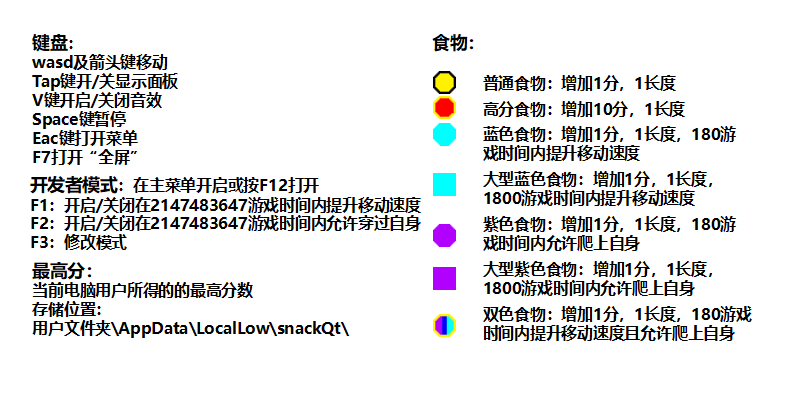 键盘：
wasd及箭头键移动
Tap键开/关显示面板
V键开启/关闭音效
Space键暂停
Eac键打开菜单
F7打开“全屏”
开发者模式：在主菜单开启或按F12打开
F1：开启/关闭在2147483647游戏时间内提升移动速度
F2：开启/关闭在2147483647游戏时间内允许穿过自身
F3：修改模式
最高分：
当前电脑用户所得的的最高分数
存储位置：
用户文件夹\AppData\LocalLow\snackQt\
食物：
普通食物：增加1分，1长度
高分食物：增加10分，1长度
蓝色食物：增加1分，1长度，180游
戏时间内提升移动速度
大型蓝色食物：增加1分，1长度，
1800游戏时间内提升移动速度
紫色食物：增加1分，1长度，180游
戏时间内允许爬上自身
大型紫色食物：增加1分，1长度，
1800游戏时间内允许爬上自身
双色食物：增加1分，1长度，180游戏
时间内提升移动速度且允许爬上自身